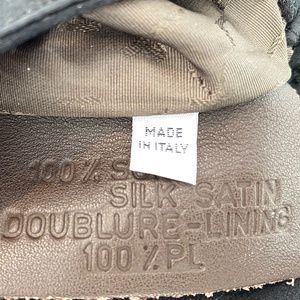 MADE
IN ITALY
100 %
SILK SATIN
DOUBLURE-LINING
100 % PL